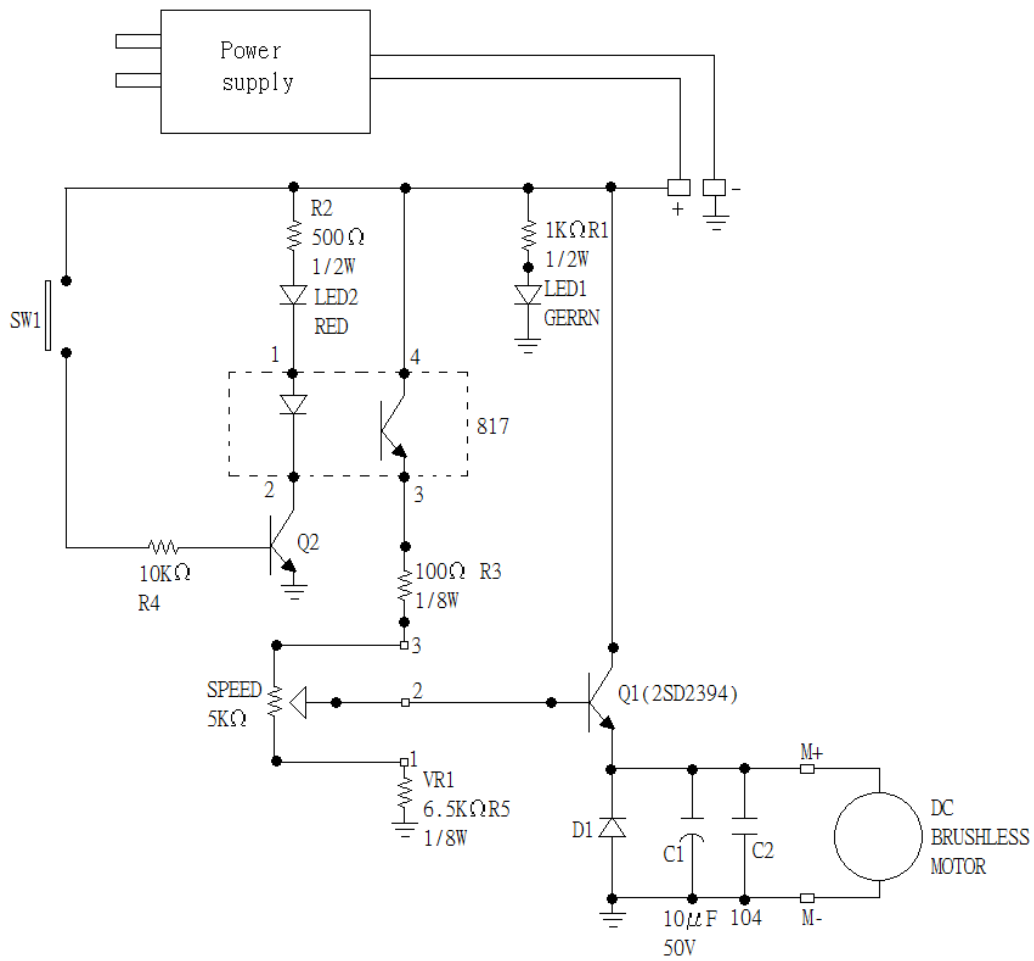 Power
supply
+
-
R2
500Ω
1/2W
LED2
RED
1KΩR1
1/2W
LED1
GERRN
SW1
1
4
817
2
3
Q2
10KΩ
R4
100Ω R3
1/8W
3
SPEED
5KΩ
2
Q1(2SD2394)
1
VR1
6.5KΩR5
1/8W
M+
D1
C1
C2
DC
BRUSHLESS
MOTOR
10μF
50V
104
M-